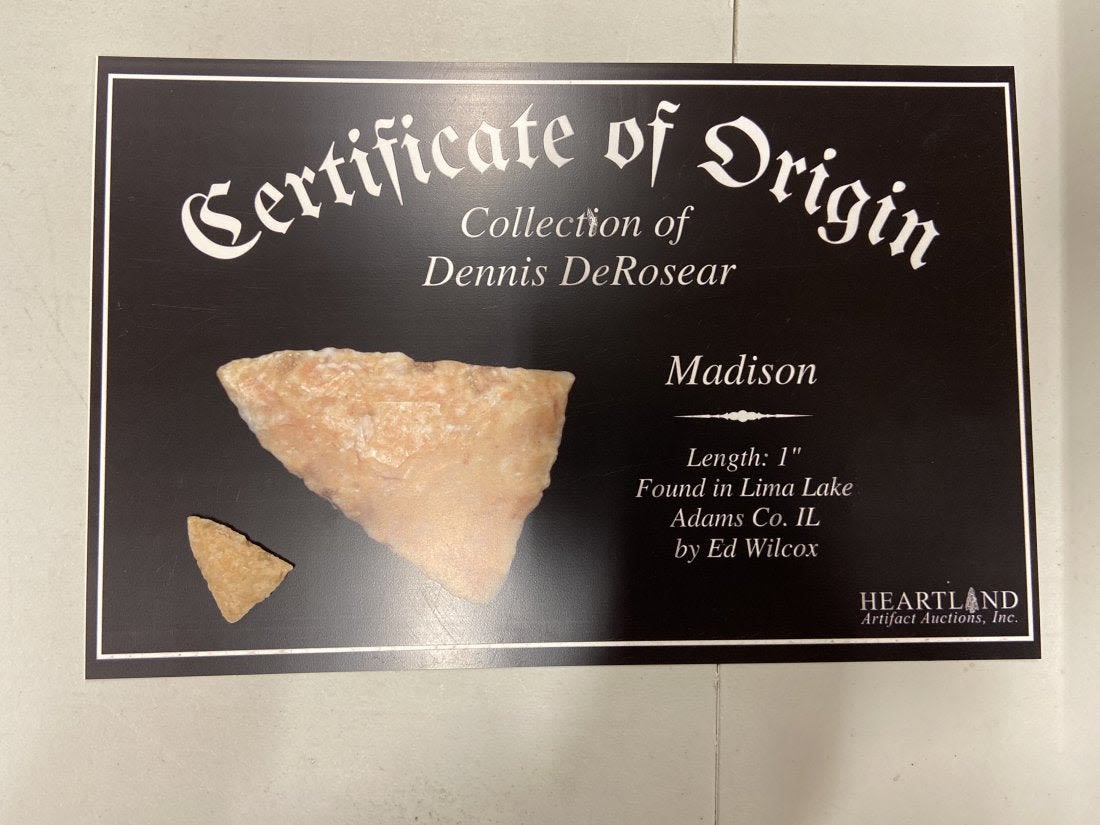 Certificate of Origin
Collection of
Dennis DeRosear
Madison
Length: 1"
Found in Lima Lake
Adams Co. IL
by Ed Wilcox
HEARTLAND
Artifact Auctions, Inc.